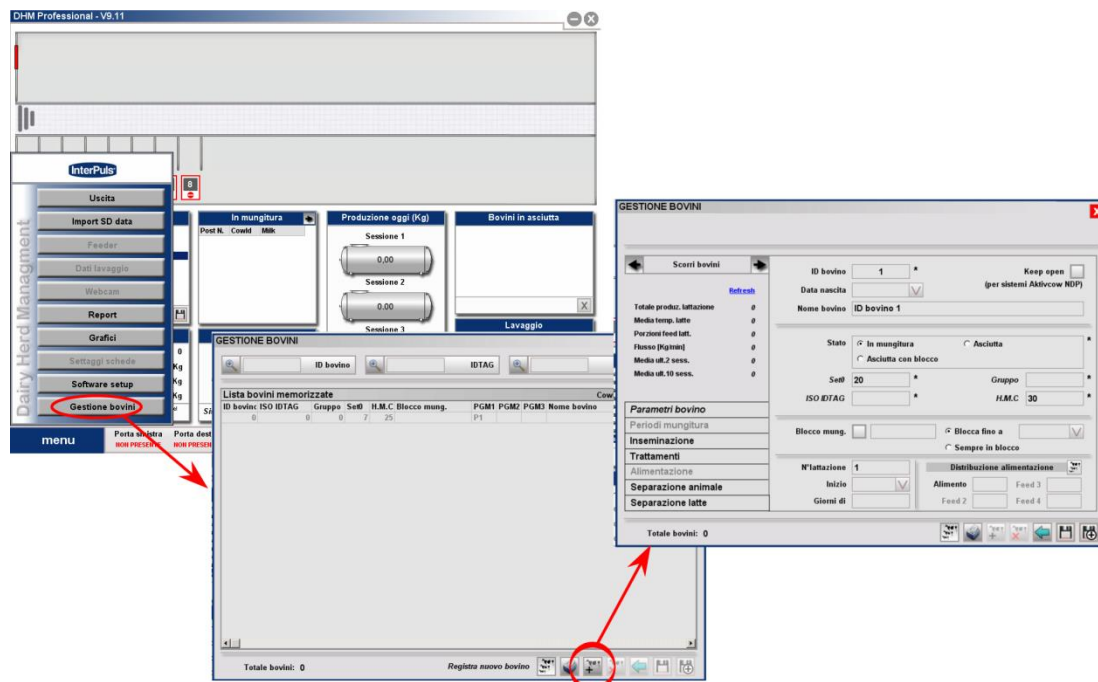 DHM Professional - V9.11
8
InterPuls
Dairy Herd Managment
Uscita
Import SD data
Feeder
Dati lavaggio
Webcam
Report
Grafici
Settaggi schede
Software setup
Gestione bovini
menu
In mungitura
Post N. CowId Milk
Produzione oggi (Kg)
Sessione 1
0,00
Sessione 2
0,00
Sessione 3
Bovini in asciutta
X
Lavaggio
0
Kg
Kg
Kg
Porta sinistra
NON PRESENTE
GESTIONE BOVINI
ID bovino IDTAG
Lista bovini memorizzate
ID bovinc ISO IDTAG Gruppo Set0 H.M.C Blocco mung. PGM1 PGM2 PGM3 Nome bovino
0 0 0 7 25 P1
Totale bovini: 0
Registra nuovo bovino
GESTIONE BOVINI
X
Scorri bovini
Refresh
Totale produz. lattazione 0
Media temp. latte 0
Porzioni feed latt. 0
Flusso [Kg/min] 0
Media ult.2 sess. 0
Media ult.10 sess. 0
Parametri bovino
Periodi mungitura
Inseminazione
Trattamenti
Alimentazione
Separazione animale
Separazione latte
ID bovino 1 * Keep open
Data nascita (per sistemi Aktivcow NDP)
Nome bovino ID bovino 1
Stato In mungitura Asciutta *
Asciutta con blocco
Set0 20 * Gruppo *
ISO IDTAG * H.M.C 30 *
Blocco mung. Blocca fino a
Sempre in blocco
N°lattazione 1 Distribuzione alimentazione
Inizio Alimento Feed 3
Giorni di Feed 2 Feed 4
Totale bovini: 0